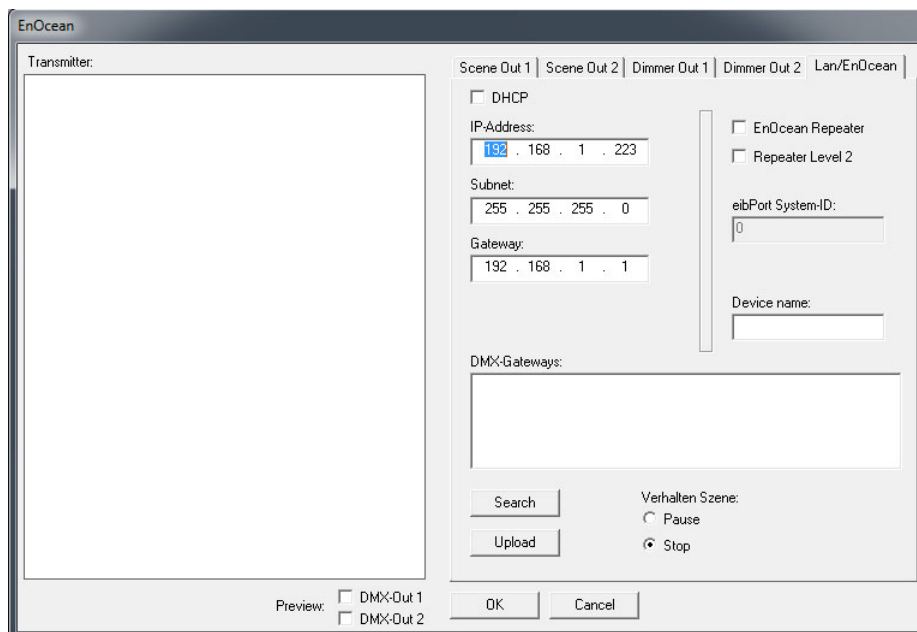 EnOcean
Transmitter:
Scene Out 1 Scene Out 2 Dimmer Out 1 Dimmer Out 2 Lan/EnOcean
DHCP
IP-Address:
192 . 168 . 1 . 223
Subnet:
255 . 255 . 255 . 0
Gateway:
192 . 168 . 1 . 1
EnOcean Repeater
Repeater Level 2
eibPort System-ID:
0
Device name:
DMX-Gateways:
Search
Upload
Verhalten Szene:
Pause
Stop
Preview:
DMX-Out 1
DMX-Out 2
OK
Cancel